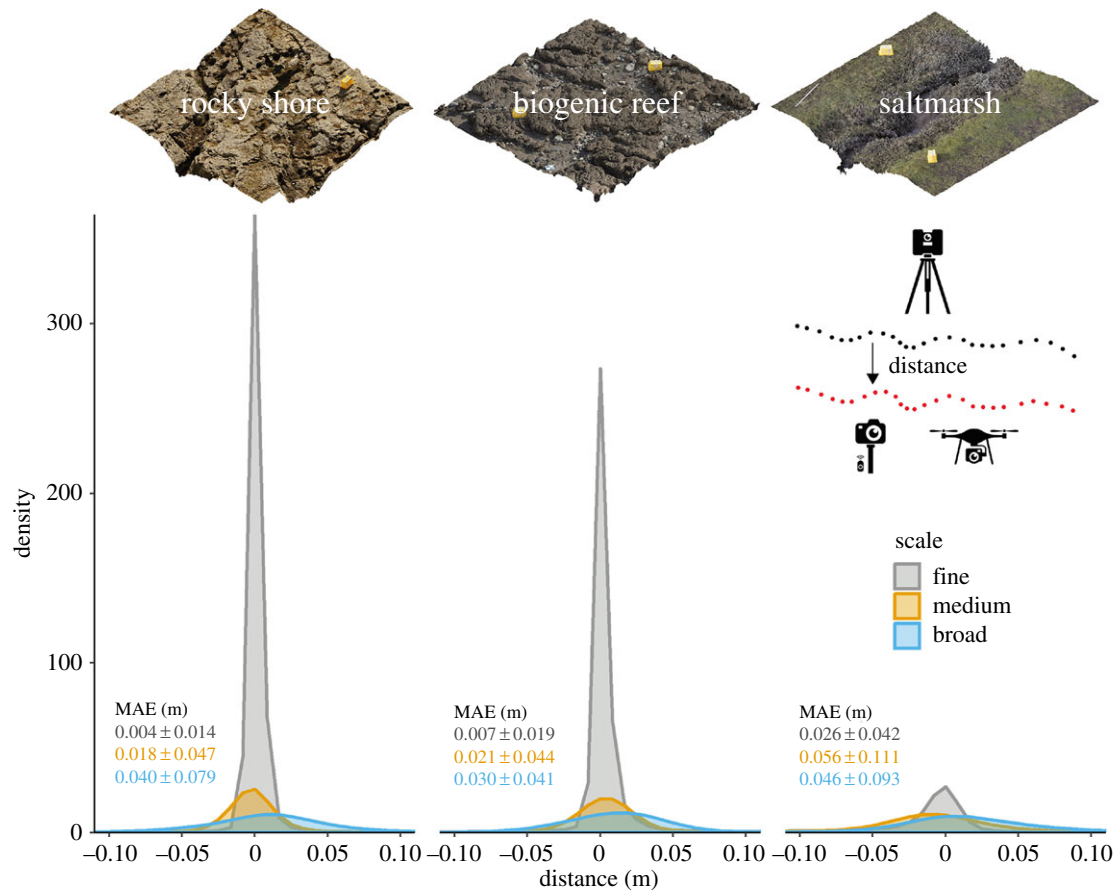 rocky shore
biogenic reef
saltmarsh
density
300
200
100
0
MAE (m)
0.004 ± 0.014
0.018 ± 0.047
0.040 ± 0.079
MAE (m)
0.007 ± 0.019
0.021 ± 0.044
0.030 ± 0.041
MAE (m)
0.026 ± 0.042
0.056 ± 0.111
0.046 ± 0.093
distance
scale
fine
medium
broad
–0.10 –0.05 0 0.05 0.10 –0.10 –0.05 0 0.05 0.10 –0.10 –0.05 0 0.05 0.10
distance (m)